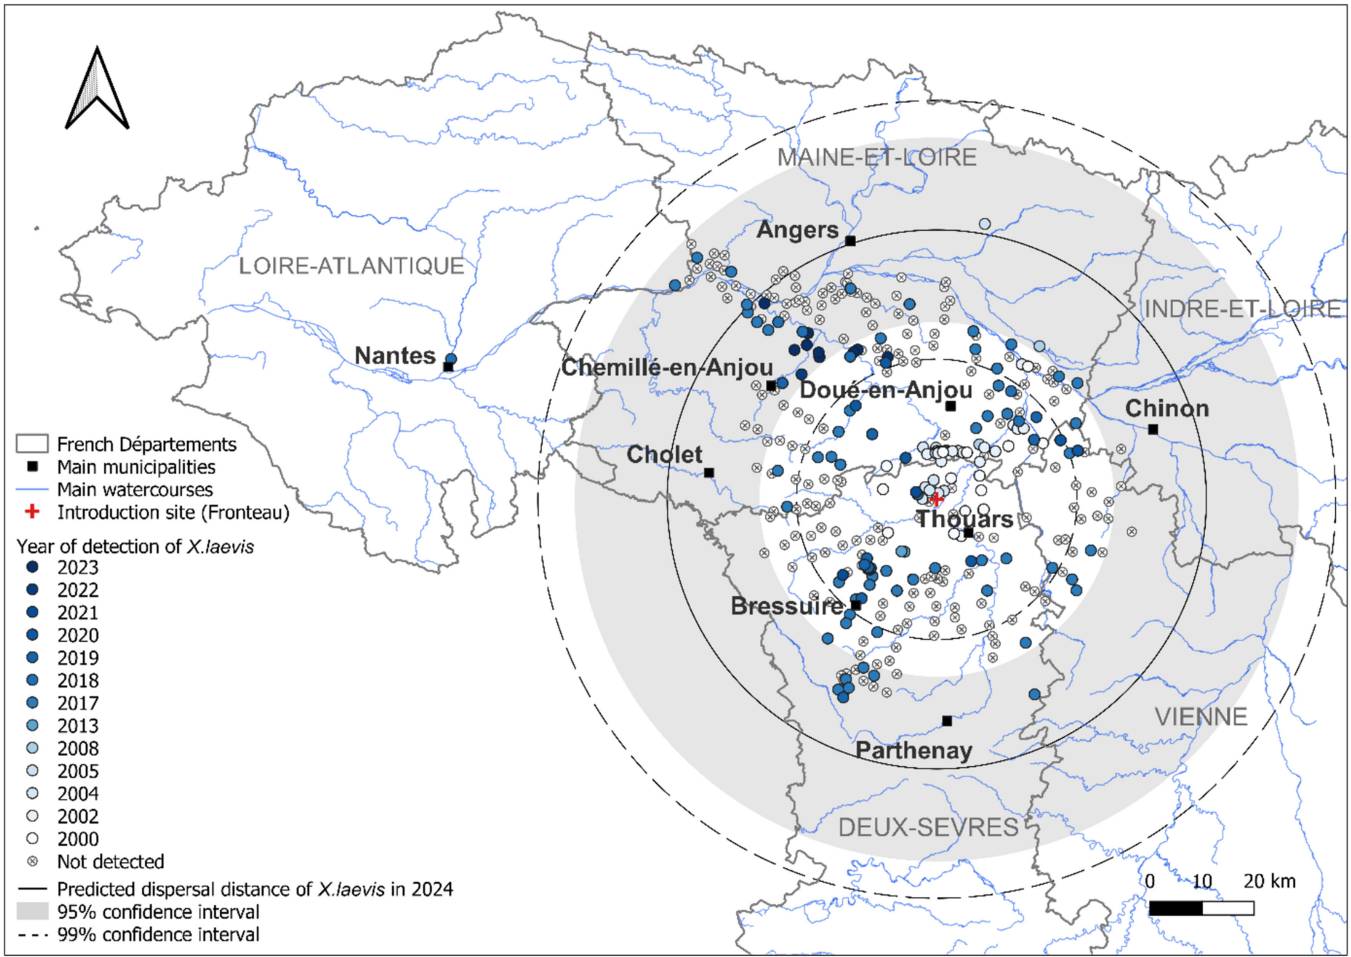 MAINE-ET-LOIRE
Angers
LOIRE-ATLANTIQUE
INDRE-ET-LOIRE
Nantes
Chemillé-en-Anjou
Doué-en-Anjou
Chinon
Cholet
Thouars
Bressuire
VIENNE
Parthenay
DEUX-SEVRES
French Départements
Main municipalities
Main watercourses
Introduction site (Fronteau)
Year of detection of X.laevis
2023
2022
2021
2020
2019
2018
2017
2013
2008
2005
2004
2002
2000
Not detected
Predicted dispersal distance of X.laevis in 2024
95% confidence interval
99% confidence interval
0 10 20 km